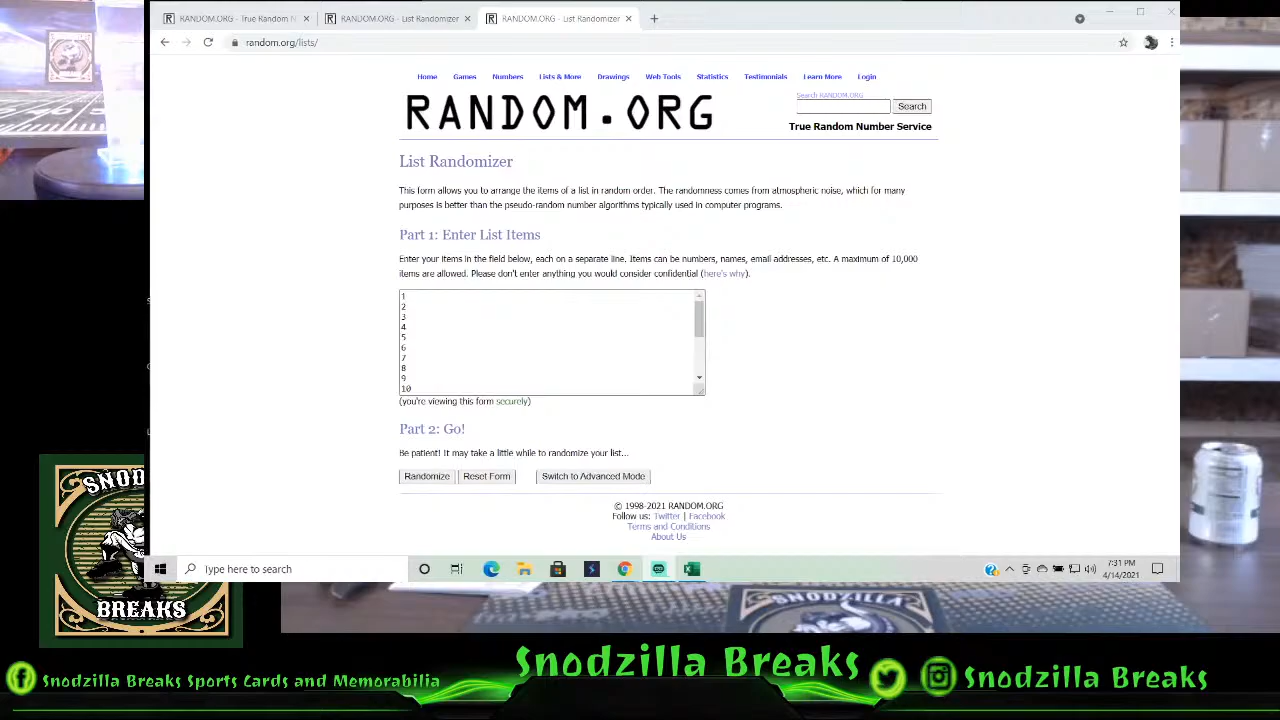 RANDOM.ORG - True Random N
RANDOM.ORG - List Randomizer
RANDOM.ORG - List Randomizer
random.org/lists/
Home Games Numbers Lists & More Drawings Web Tools Statistics Testimonials Learn More Login
RANDOM.ORG
Search RANDOM.ORG
Search
True Random Number Service
List Randomizer
This form allows you to arrange the items of a list in random order. The randomness comes from atmospheric noise, which for many
purposes is better than the pseudo-random number algorithms typically used in computer programs.
Part 1: Enter List Items
Enter your items in the field below, each on a separate line. Items can be numbers, names, email addresses, etc. A maximum of 10,000
items are allowed. Please don't enter anything you would consider confidential (here's why).
1
2
3
4
5
6
7
8
9
10
(you're viewing this form securely)
Part 2: Go!
Be patient! It may take a little while to randomize your list...
Randomize Reset Form Switch to Advanced Mode
© 1998-2021 RANDOM.ORG
Follow us: Twitter | Facebook
Terms and Conditions
About Us
Type here to search
7:31 PM
4/14/2021
SNOD
BREAKS
SNODZILLA
Snodzilla Breaks Sports Cards and Memorabilia
Snodzilla Breaks
Snodzilla Breaks